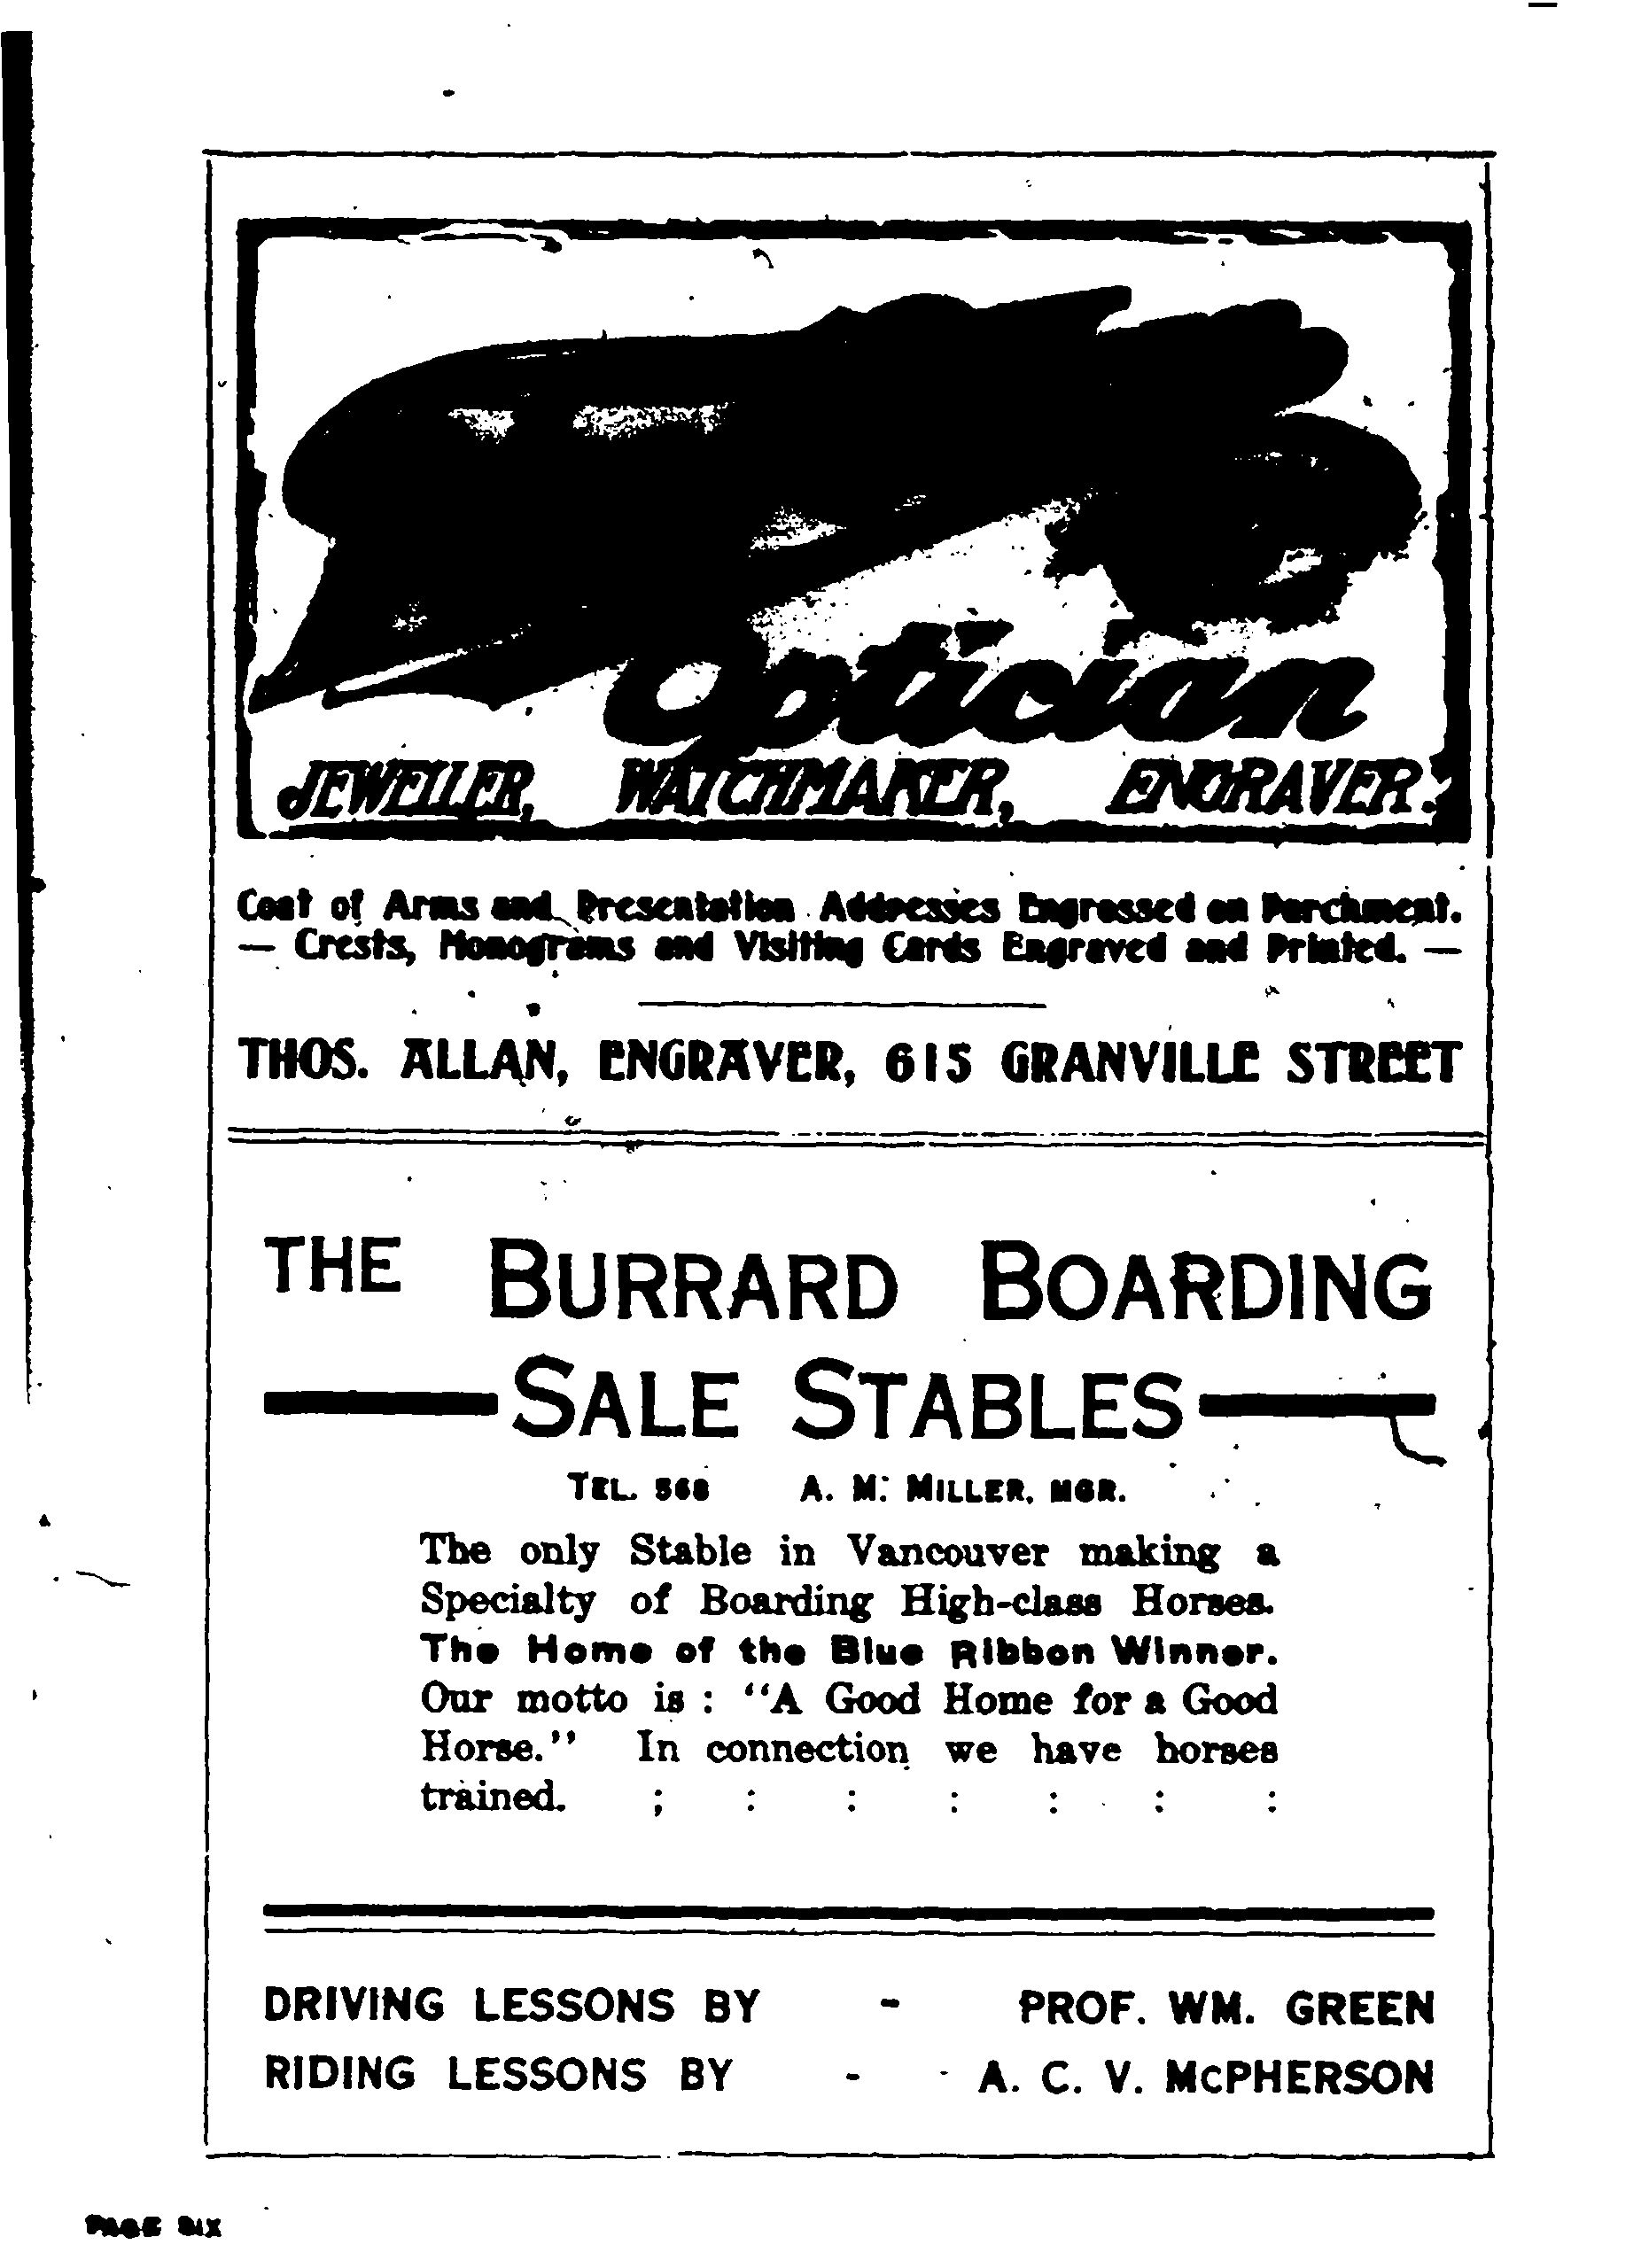 Optician
JEWELLER, WATCHMAKER, ENGRAVER.
Coat of Arms and Presentation Addresses Engrossed on Parchment.
— Crests, Monograms and Visiting Cards Engraved and Printed. —
THOS. ALLAN, ENGRAVER, 615 GRANVILLE STREET
THE BURRARD BOARDING
SALE STABLES
TEL. 568 A. M. MILLER, MGR.
The only Stable in Vancouver making a
Specialty of Boarding High-class Horses.
The Home of the Blue Ribbon Winner.
Our motto is : "A Good Home for a Good
Horse." In connection we have horses
trained. ; : : : : : :
DRIVING LESSONS BY - PROF. WM. GREEN
RIDING LESSONS BY - - A. C. V. McPHERSON
PAGE SIX